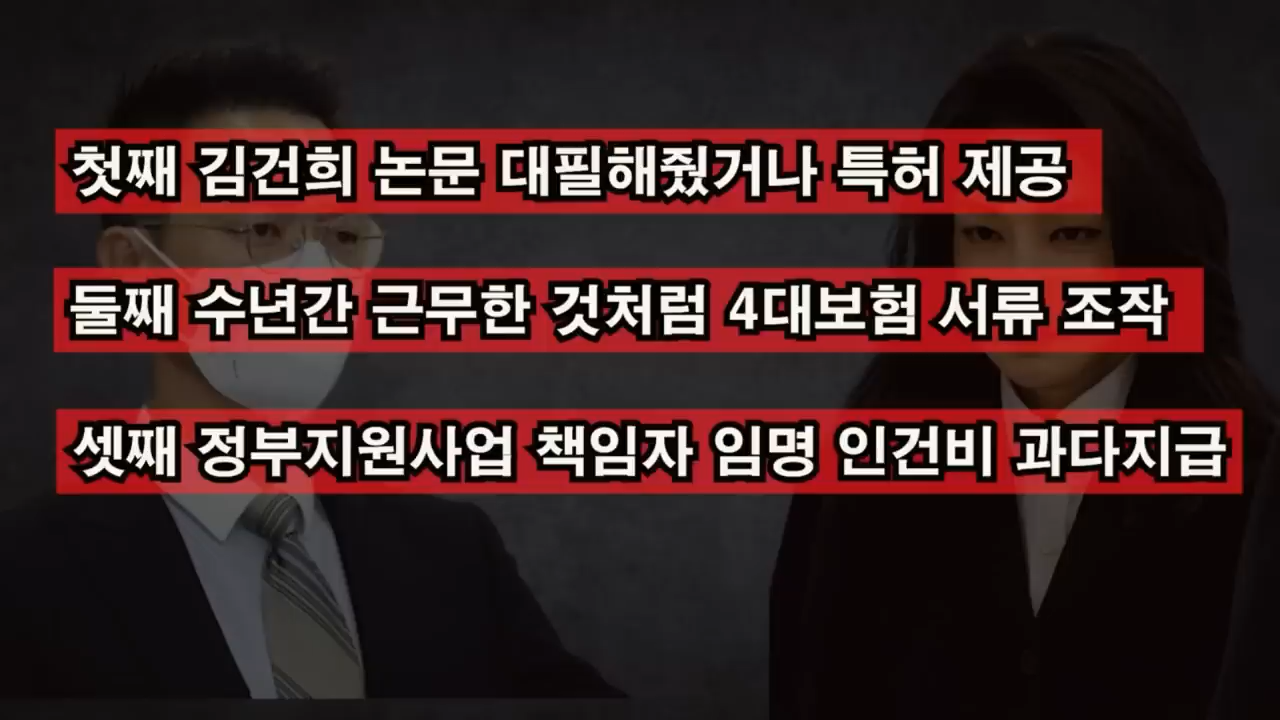 첫째 김건희 논문 대필해줬거나 특허 제공
둘째 수년간 근무한 것처럼 4대보험 서류 조작
셋째 정부지원사업 책임자 임명 인건비 과다지급